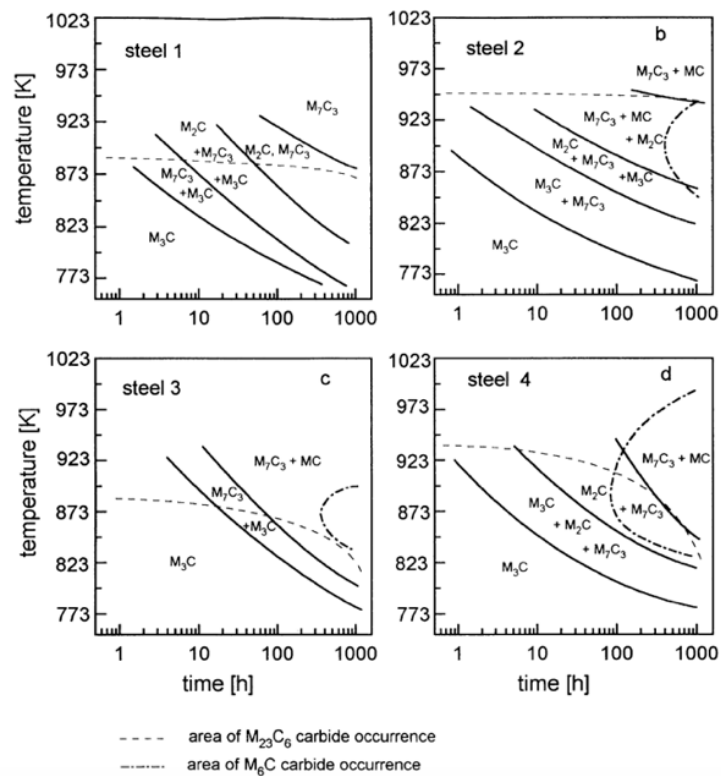 1023
973
923
873
823
773
temperature [K]
steel 1
M₇C₃
M₂C
+M₇C₃
M₂C, M₇C₃
+M₃C
M₇C₃
+M₃C
M₃C
1 10 100 1000
1023
973
923
873
823
773
steel 2
b
M₇C₃ + MC
M₇C₃ + MC
+ M₂C
M₂C
+ M₇C₃
+M₃C
M₃C
+ M₇C₃
M₃C
1 10 100 1000
1023
973
923
873
823
773
temperature [K]
steel 3
c
M₇C₃ + MC
M₇C₃
+M₃C
M₃C
1 10 100 1000
time [h]
1023
973
923
873
823
773
steel 4
d
M₇C₃ + MC
M₂C
+ M₇C₃
M₃C
+ M₂C
+ M₇C₃
M₃C
1 10 100 1000
time [h]
area of M₂₃C₆ carbide occurrence
area of M₆C carbide occurrence